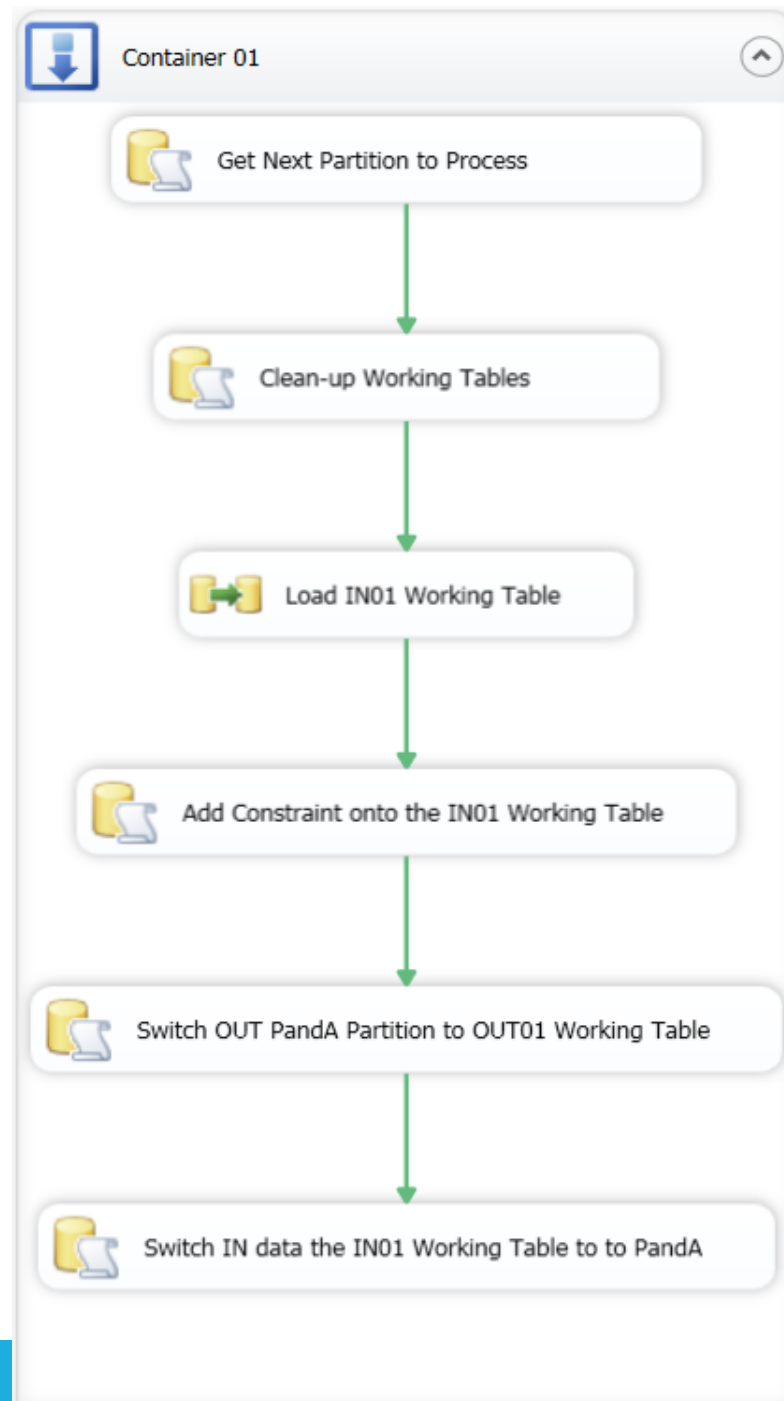 Container 01
Get Next Partition to Process
Clean-up Working Tables
Load IN01 Working Table
Add Constraint onto the IN01 Working Table
Switch OUT PandA Partition to OUT01 Working Table
Switch IN data the IN01 Working Table to to PandA